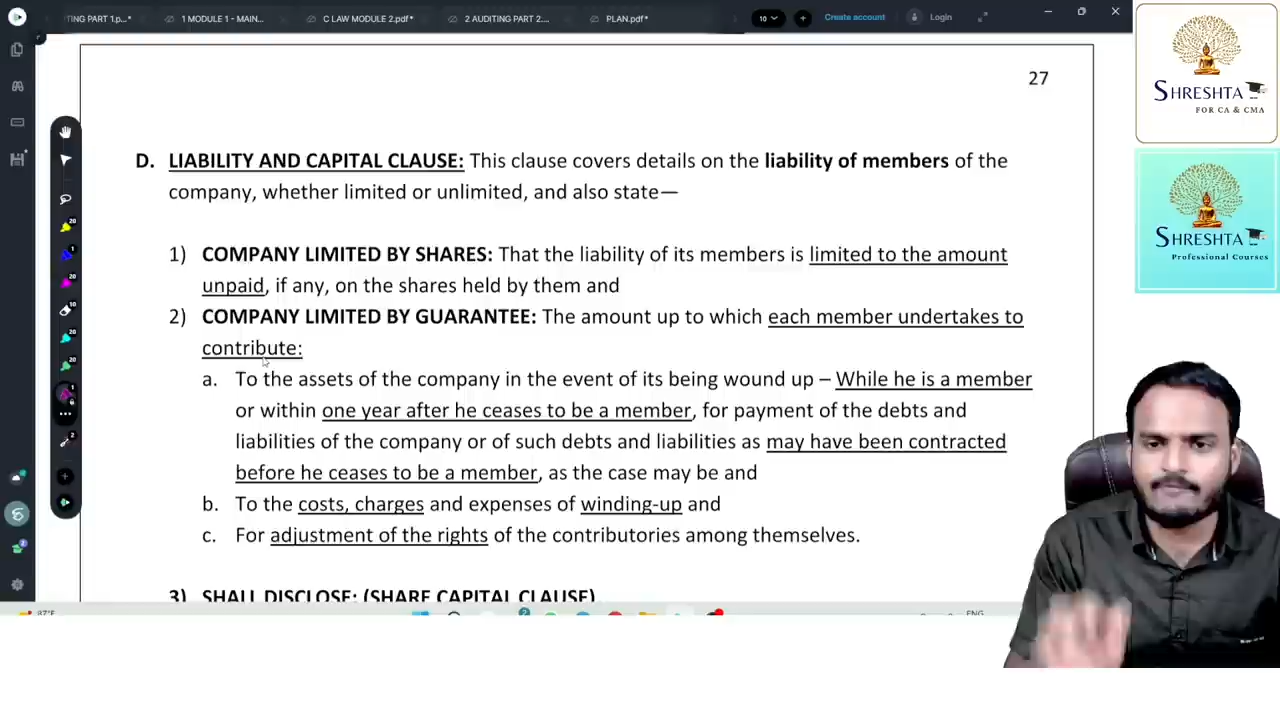 TING PART 1.p...*
1 MODULE 1 - MAIN...
C LAW MODULE 2.pdf*
2 AUDITING PART 2....
PLAN.pdf*
10
Create account
Login
SHRESHTA
FOR CA & CMA
SHRESHTA
Professional Courses
27
D. LIABILITY AND CAPITAL CLAUSE: This clause covers details on the liability of members of the
company, whether limited or unlimited, and also state—
1) COMPANY LIMITED BY SHARES: That the liability of its members is limited to the amount
unpaid, if any, on the shares held by them and
2) COMPANY LIMITED BY GUARANTEE: The amount up to which each member undertakes to
contribute:
a. To the assets of the company in the event of its being wound up – While he is a member
or within one year after he ceases to be a member, for payment of the debts and
liabilities of the company or of such debts and liabilities as may have been contracted
before he ceases to be a member, as the case may be and
b. To the costs, charges and expenses of winding-up and
c. For adjustment of the rights of the contributories among themselves.
3) SHALL DISCLOSE: (SHARE CAPITAL CLAUSE)
87°F
ENG